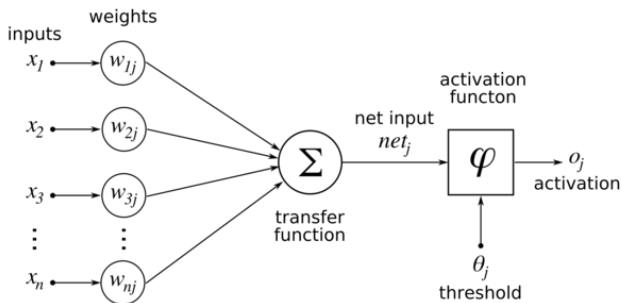 weights
inputs
x1
w1j
x2
w2j
x3
w3j
⋮
⋮
xn
wnj
Σ
transfer
function
net input
netj
activation
functon
φ
oj
activation
θj
threshold